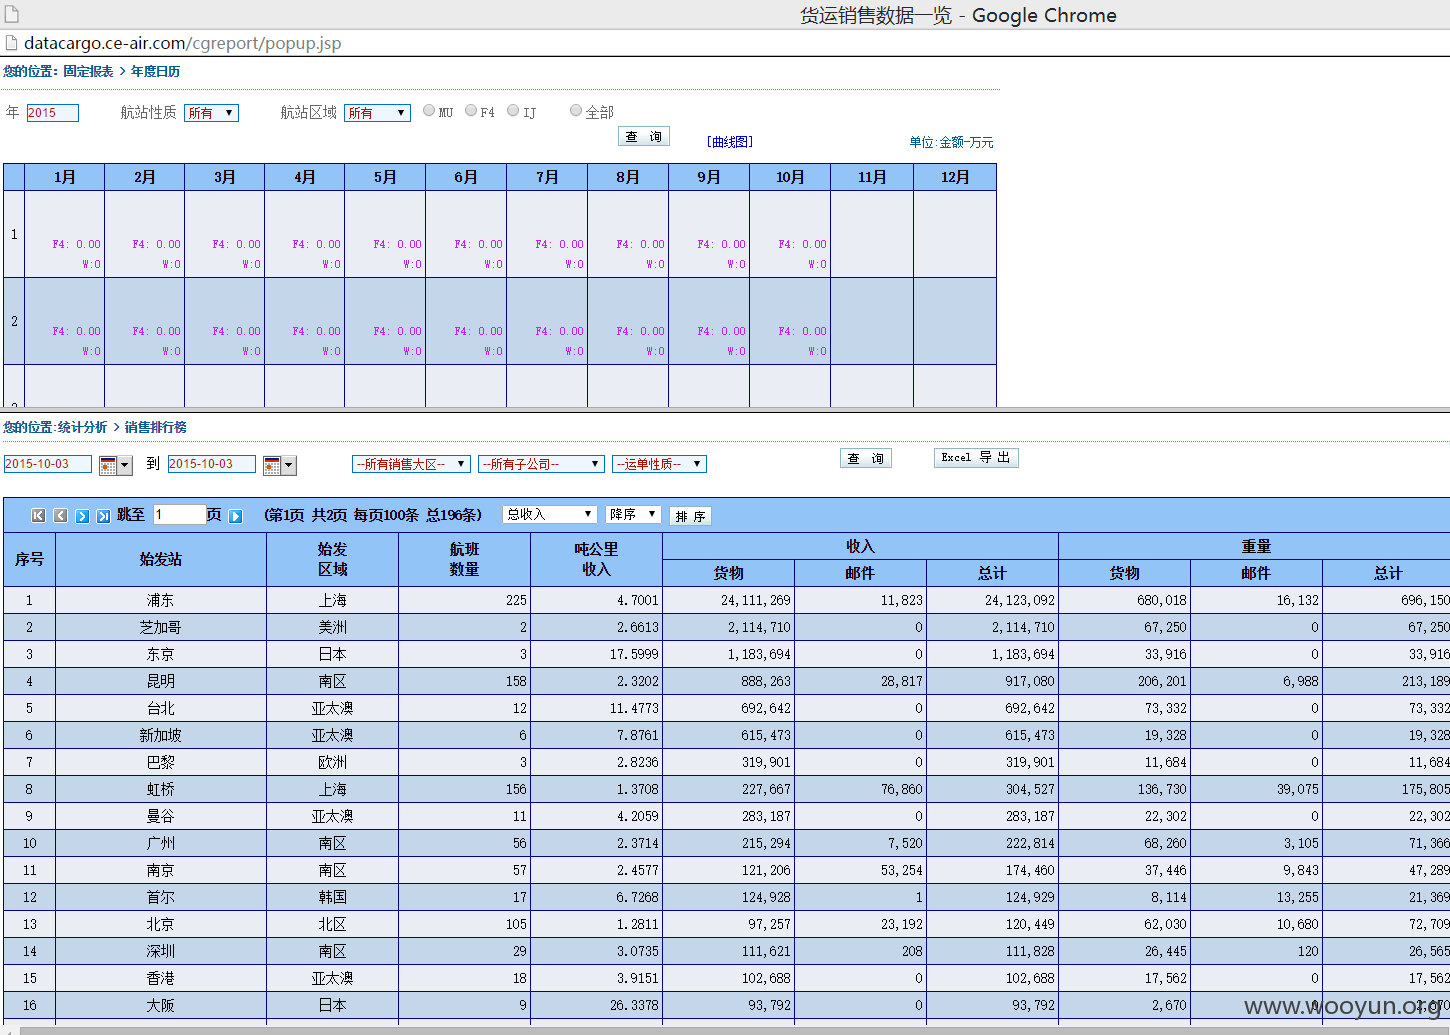 货运销售数据一览 - Google Chrome
datacargo.ce-air.com/cgreport/popup.jsp
您的位置: 固定报表 > 年度日历
年 2015 航站性质 所有 航站区域 所有 MU F4 IJ 全部
查 询 [曲线图] 单位:金额-万元
1月 2月 3月 4月 5月 6月 7月 8月 9月 10月 11月 12月
1
F4: 0.00 F4: 0.00 F4: 0.00 F4: 0.00 F4: 0.00 F4: 0.00 F4: 0.00 F4: 0.00 F4: 0.00 F4: 0.00
W:0 W:0 W:0 W:0 W:0 W:0 W:0 W:0 W:0 W:0
2
F4: 0.00 F4: 0.00 F4: 0.00 F4: 0.00 F4: 0.00 F4: 0.00 F4: 0.00 F4: 0.00 F4: 0.00 F4: 0.00
W:0 W:0 W:0 W:0 W:0 W:0 W:0 W:0 W:0 W:0
您的位置:统计分析 > 销售排行榜
2015-10-03 到 2015-10-03 --所有销售大区-- --所有子公司-- --运单性质-- 查 询 Excel 导 出
跳至 1 页 (第1页 共2页 每页100条 总196条) 总收入 降序 排 序
序号 始发站 始发区域 航班数量 吨公里收入 收入 重量
货物 邮件 总计 货物 邮件 总计
1 浦东 上海 225 4.7001 24,111,269 11,823 24,123,092 680,018 16,132 696,150
2 芝加哥 美洲 2 2.6613 2,114,710 0 2,114,710 67,250 0 67,250
3 东京 日本 3 17.5999 1,183,694 0 1,183,694 33,916 0 33,916
4 昆明 南区 158 2.3202 888,263 28,817 917,080 206,201 6,988 213,189
5 台北 亚太澳 12 11.4773 692,642 0 692,642 73,332 0 73,332
6 新加坡 亚太澳 6 7.8761 615,473 0 615,473 19,328 0 19,328
7 巴黎 欧洲 3 2.8236 319,901 0 319,901 11,684 0 11,684
8 虹桥 上海 156 1.3708 227,667 76,860 304,527 136,730 39,075 175,805
9 曼谷 亚太澳 11 4.2059 283,187 0 283,187 22,302 0 22,302
10 广州 南区 56 2.3714 215,294 7,520 222,814 68,260 3,105 71,366
11 南京 南区 57 2.4577 121,206 53,254 174,460 37,446 9,843 47,289
12 首尔 韩国 17 6.7268 124,928 1 124,929 8,114 13,255 21,369
13 北京 北区 105 1.2811 97,257 23,192 120,449 62,030 10,680 72,709
14 深圳 南区 29 3.0735 111,621 208 111,828 26,445 120 26,565
15 香港 亚太澳 18 3.9151 102,688 0 102,688 17,562 0 17,562
16 大阪 日本 9 26.3378 93,792 0 93,792 2,670 0 2,670
www.wooyun.org